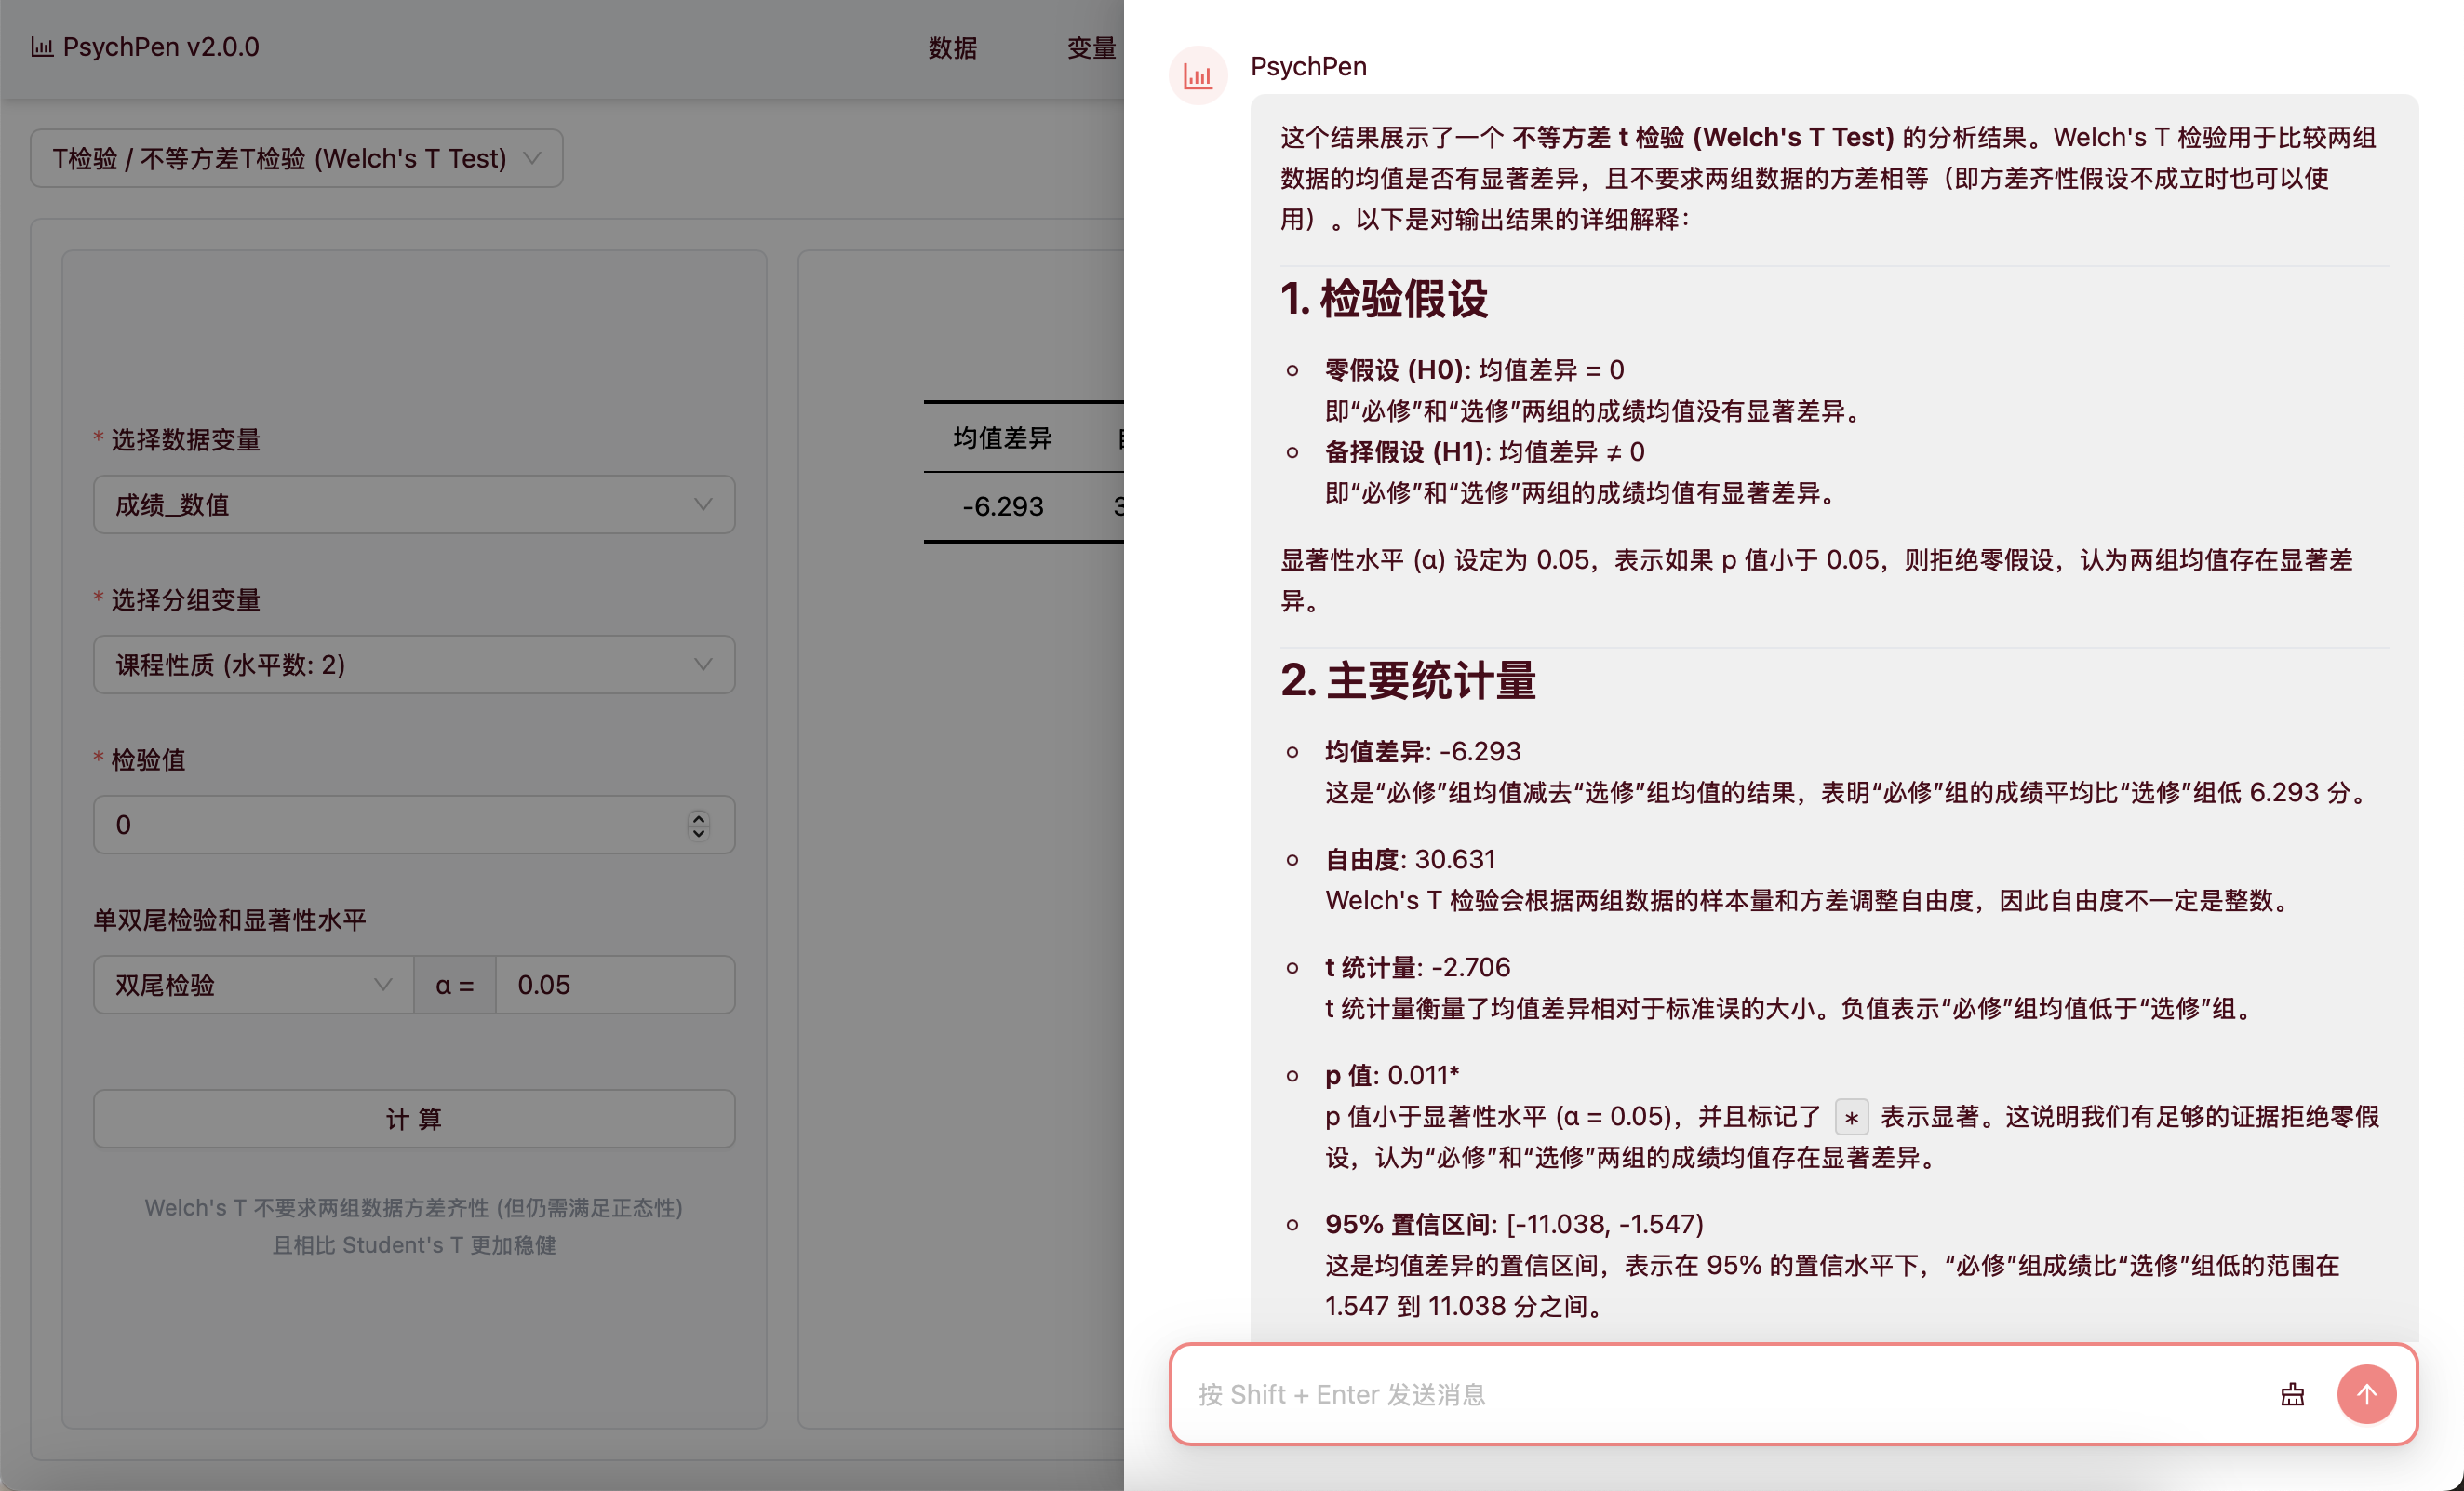 PsychPen v2.0.0
数据
变量
T检验 / 不等方差T检验 (Welch's T Test)
* 选择数据变量
成绩_数值
* 选择分组变量
课程性质 (水平数: 2)
* 检验值
0
单双尾检验和显著性水平
双尾检验
α =
0.05
计 算
Welch's T 不要求两组数据方差齐性 (但仍需满足正态性)
且相比 Student's T 更加稳健
均值差异
-6.293
PsychPen
这个结果展示了一个 不等方差 t 检验 (Welch's T Test) 的分析结果。Welch's T 检验用于比较两组
数据的均值是否有显著差异，且不要求两组数据的方差相等（即方差齐性假设不成立时也可以使
用）。以下是对输出结果的详细解释：
1. 检验假设
零假设 (H0): 均值差异 = 0
即“必修”和“选修”两组的成绩均值没有显著差异。
备择假设 (H1): 均值差异 ≠ 0
即“必修”和“选修”两组的成绩均值有显著差异。
显著性水平 (α) 设定为 0.05，表示如果 p 值小于 0.05，则拒绝零假设，认为两组均值存在显著差
异。
2. 主要统计量
均值差异: -6.293
这是“必修”组均值减去“选修”组均值的结果，表明“必修”组的成绩平均比“选修”组低 6.293 分。
自由度: 30.631
Welch's T 检验会根据两组数据的样本量和方差调整自由度，因此自由度不一定是整数。
t 统计量: -2.706
t 统计量衡量了均值差异相对于标准误的大小。负值表示“必修”组均值低于“选修”组。
p 值: 0.011*
p 值小于显著性水平 (α = 0.05)，并且标记了 * 表示显著。这说明我们有足够的证据拒绝零假
设，认为“必修”和“选修”两组的成绩均值存在显著差异。
95% 置信区间: [-11.038, -1.547)
这是均值差异的置信区间，表示在 95% 的置信水平下，“必修”组成绩比“选修”组低的范围在
1.547 到 11.038 分之间。
按 Shift + Enter 发送消息